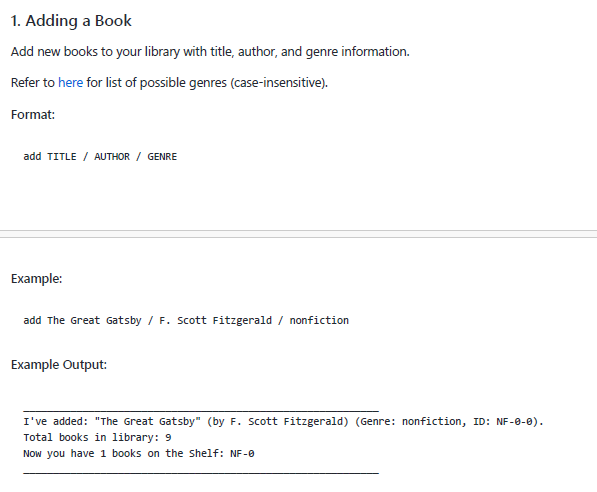 1. Adding a Book
Add new books to your library with title, author, and genre information.
Refer to here for list of possible genres (case-insensitive).
Format:
add TITLE / AUTHOR / GENRE
Example:
add The Great Gatsby / F. Scott Fitzgerald / nonfiction
Example Output:
I've added: "The Great Gatsby" (by F. Scott Fitzgerald) (Genre: nonfiction, ID: NF-0-0).
Total books in library: 9
Now you have 1 books on the Shelf: NF-0